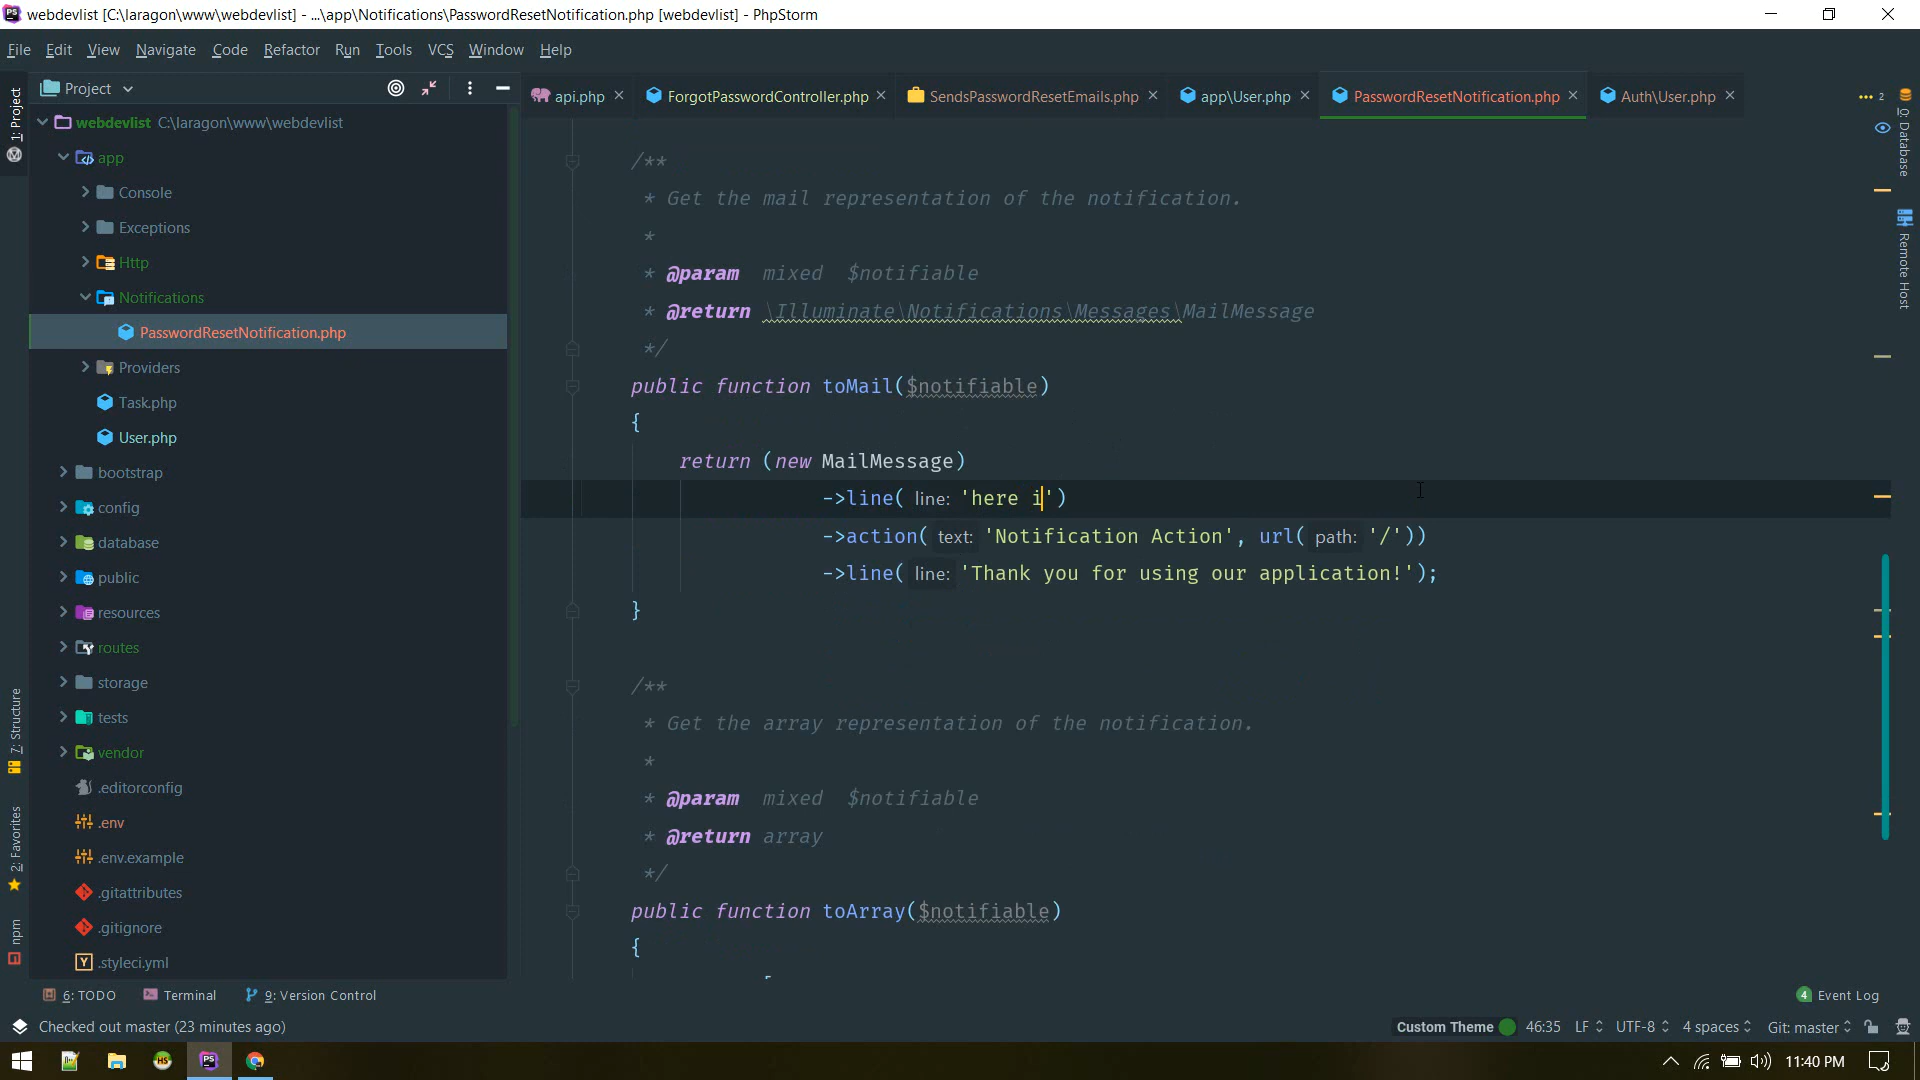 webdevlist [C:\laragon\www\webdevlist] - ...\app\Notifications\PasswordResetNotification.php [webdevlist] - PhpStorm
File Edit View Navigate Code Refactor Run Tools VCS Window Help
Project
api.php ForgotPasswordController.php SendsPasswordResetEmails.php app\User.php PasswordResetNotification.php Auth\User.php 2
1: Project
7: Structure
2: Favorites
npm
webdevlist C:\laragon\www\webdevlist
app
Console
Exceptions
Http
Notifications
PasswordResetNotification.php
Providers
Task.php
User.php
bootstrap
config
database
public
resources
routes
storage
tests
vendor
.editorconfig
.env
.env.example
.gitattributes
.gitignore
.styleci.yml
/**
* Get the mail representation of the notification.
*
* @param mixed $notifiable
* @return \Illuminate\Notifications\Messages\MailMessage
*/
public function toMail($notifiable)
{
return (new MailMessage)
->line( line: 'here i')
->action( text: 'Notification Action', url( path: '/'))
->line( line: 'Thank you for using our application!');
}
/**
* Get the array representation of the notification.
*
* @param mixed $notifiable
* @return array
*/
public function toArray($notifiable)
{
Database
Remote Host
6: TODO Terminal 9: Version Control
4 Event Log
Checked out master (23 minutes ago)
Custom Theme 46:35 LF UTF-8 4 spaces Git: master
11:40 PM